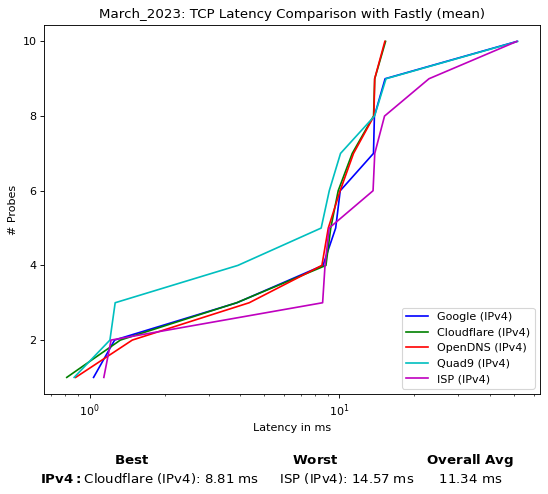 March_2023: TCP Latency Comparison with Fastly (mean)
10
8
6
4
2
# Probes
10⁰
10¹
Latency in ms
Google (IPv4)
Cloudflare (IPv4)
OpenDNS (IPv4)
Quad9 (IPv4)
ISP (IPv4)
Best Worst Overall Avg
IPv4: Cloudflare (IPv4): 8.81 ms ISP (IPv4): 14.57 ms 11.34 ms